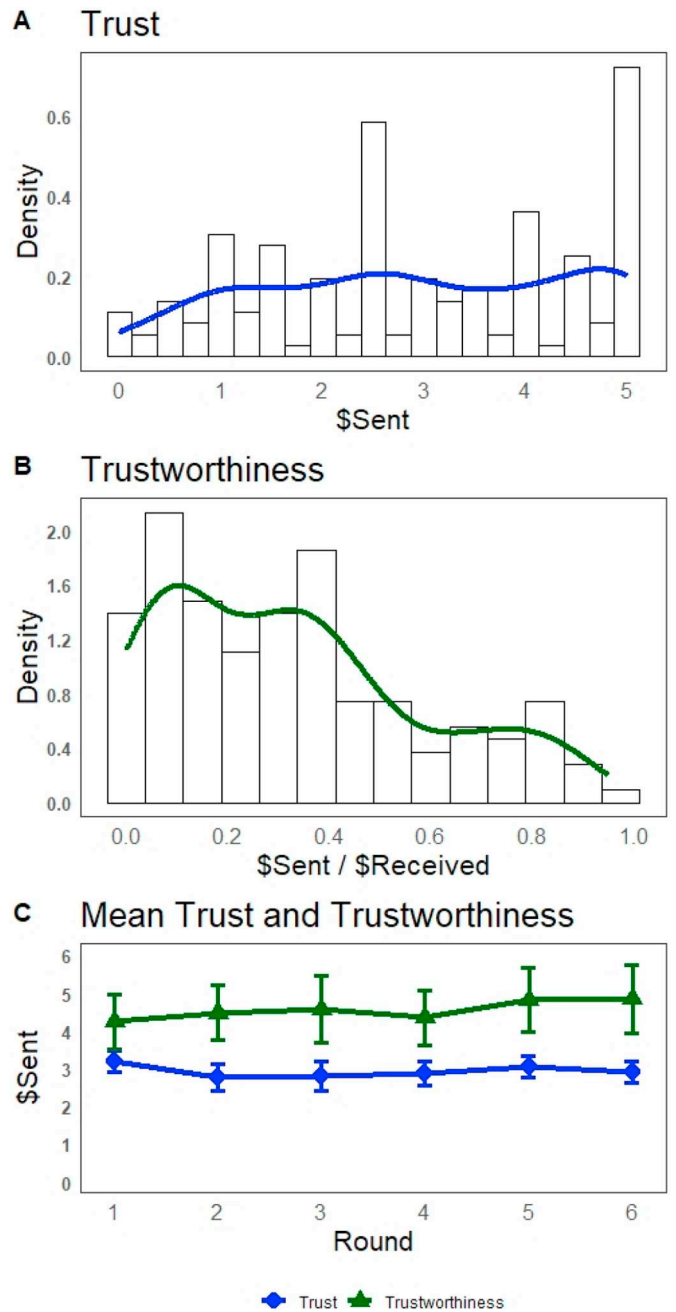 A Trust
Density
0.6
0.4
0.2
0.0
0 1 2 3 4 5
$Sent
B Trustworthiness
Density
2.0
1.6
1.2
0.8
0.4
0.0
0.0 0.2 0.4 0.6 0.8 1.0
$Sent / $Received
C Mean Trust and Trustworthiness
$Sent
6
5
4
3
2
1
0
1 2 3 4 5 6
Round
Trust Trustworthiness